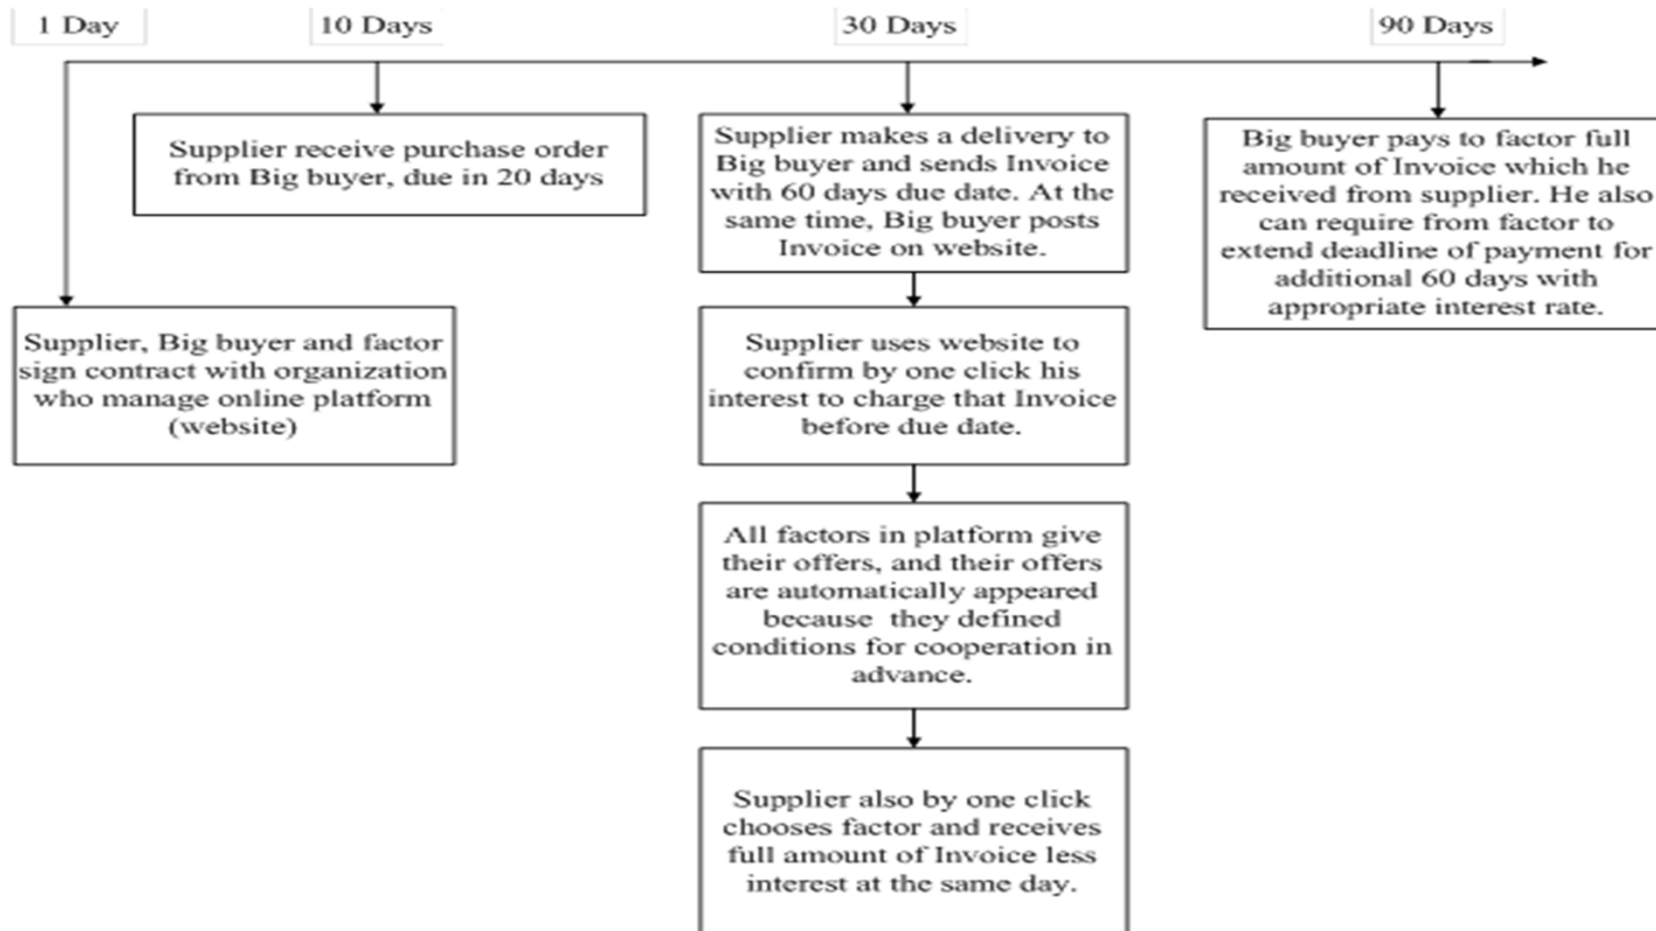 1 Day
10 Days
30 Days
90 Days
Supplier receive purchase order
from Big buyer, due in 20 days
Supplier makes a delivery to
Big buyer and sends Invoice
with 60 days due date. At the
same time, Big buyer posts
Invoice on website.
Big buyer pays to factor full
amount of Invoice which he
received from supplier. He also
can require from factor to
extend deadline of payment for
additional 60 days with
appropriate interest rate.
Supplier, Big buyer and factor
sign contract with organization
who manage online platform
(website)
Supplier uses website to
confirm by one click his
interest to charge that Invoice
before due date.
All factors in platform give
their offers, and their offers
are automatically appeared
because they defined
conditions for cooperation in
advance.
Supplier also by one click
chooses factor and receives
full amount of Invoice less
interest at the same day.